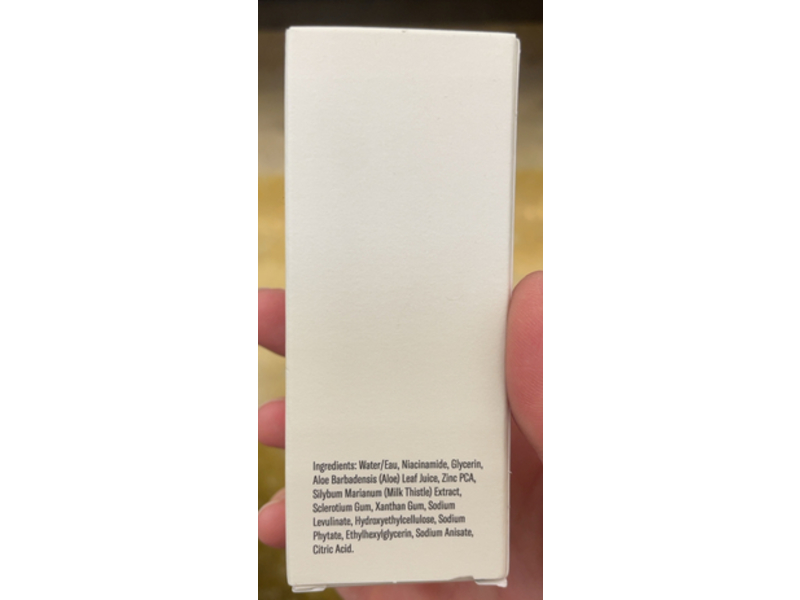 Ingredients: Water/Eau, Niacinamide, Glycerin,
Aloe Barbadensis (Aloe) Leaf Juice, Zinc PCA,
Silybum Marianum (Milk Thistle) Extract,
Sclerotium Gum, Xanthan Gum, Sodium
Levulinate, Hydroxyethylcellulose, Sodium
Phytate, Ethylhexylglycerin, Sodium Anisate,
Citric Acid.